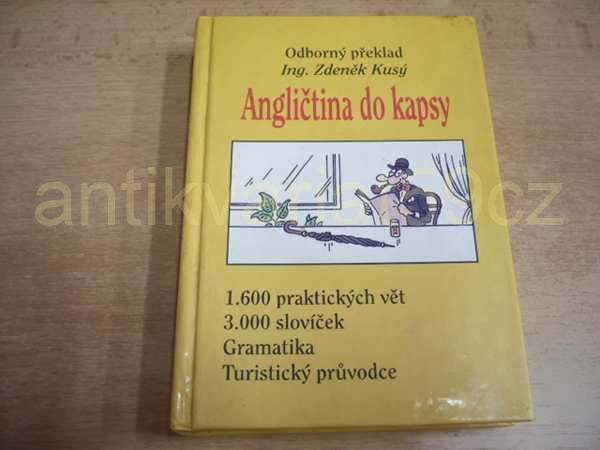 Odborný překlad
Ing. Zdeněk Kusý
Angličtina do kapsy
1.600 praktických vět
3.000 slovíček
Gramatika
Turistický průvodce